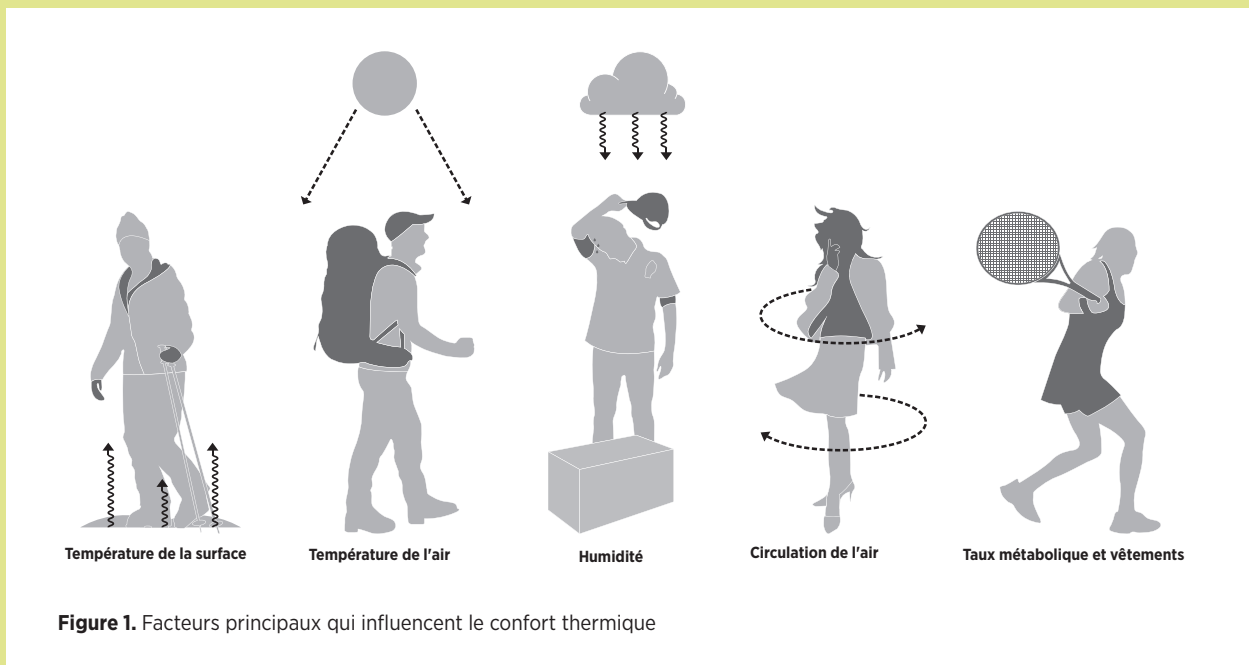 Température de la surface
Température de l'air
Humidité
Circulation de l'air
Taux métabolique et vêtements
Figure 1. Facteurs principaux qui influencent le confort thermique